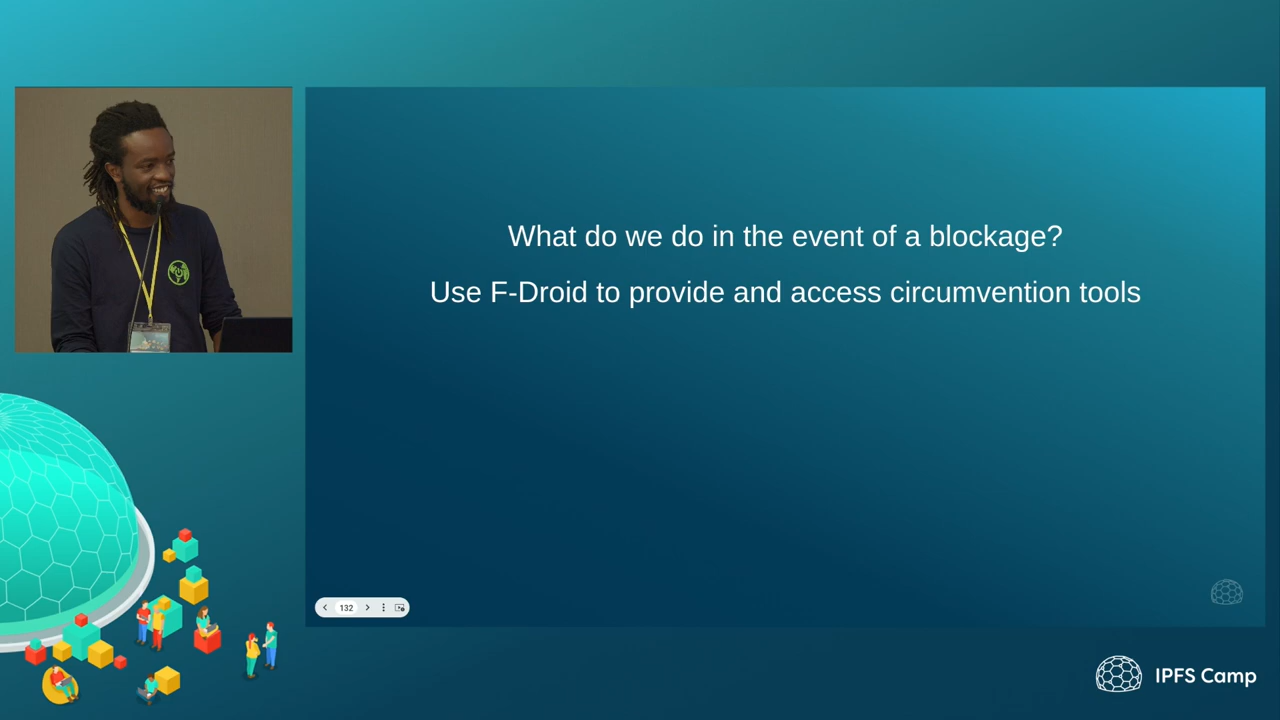 What do we do in the event of a blockage?
Use F-Droid to provide and access circumvention tools
132
IPFS Camp